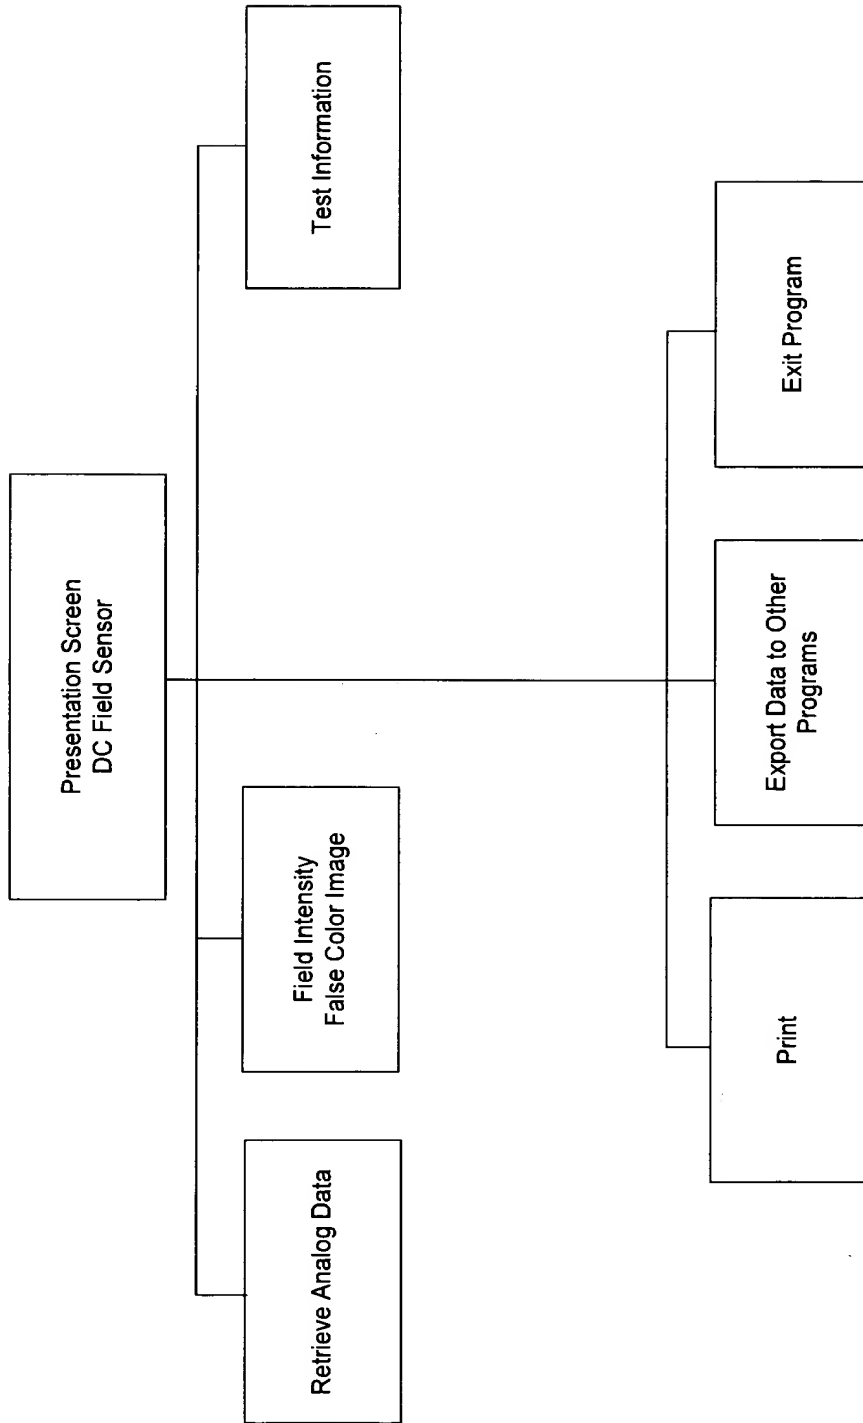 Presentation Screen
DC Field Sensor
Retrieve Analog Data
Field Intensity
False Color Image
Test Information
Print
Export Data to Other
Programs
Exit Program